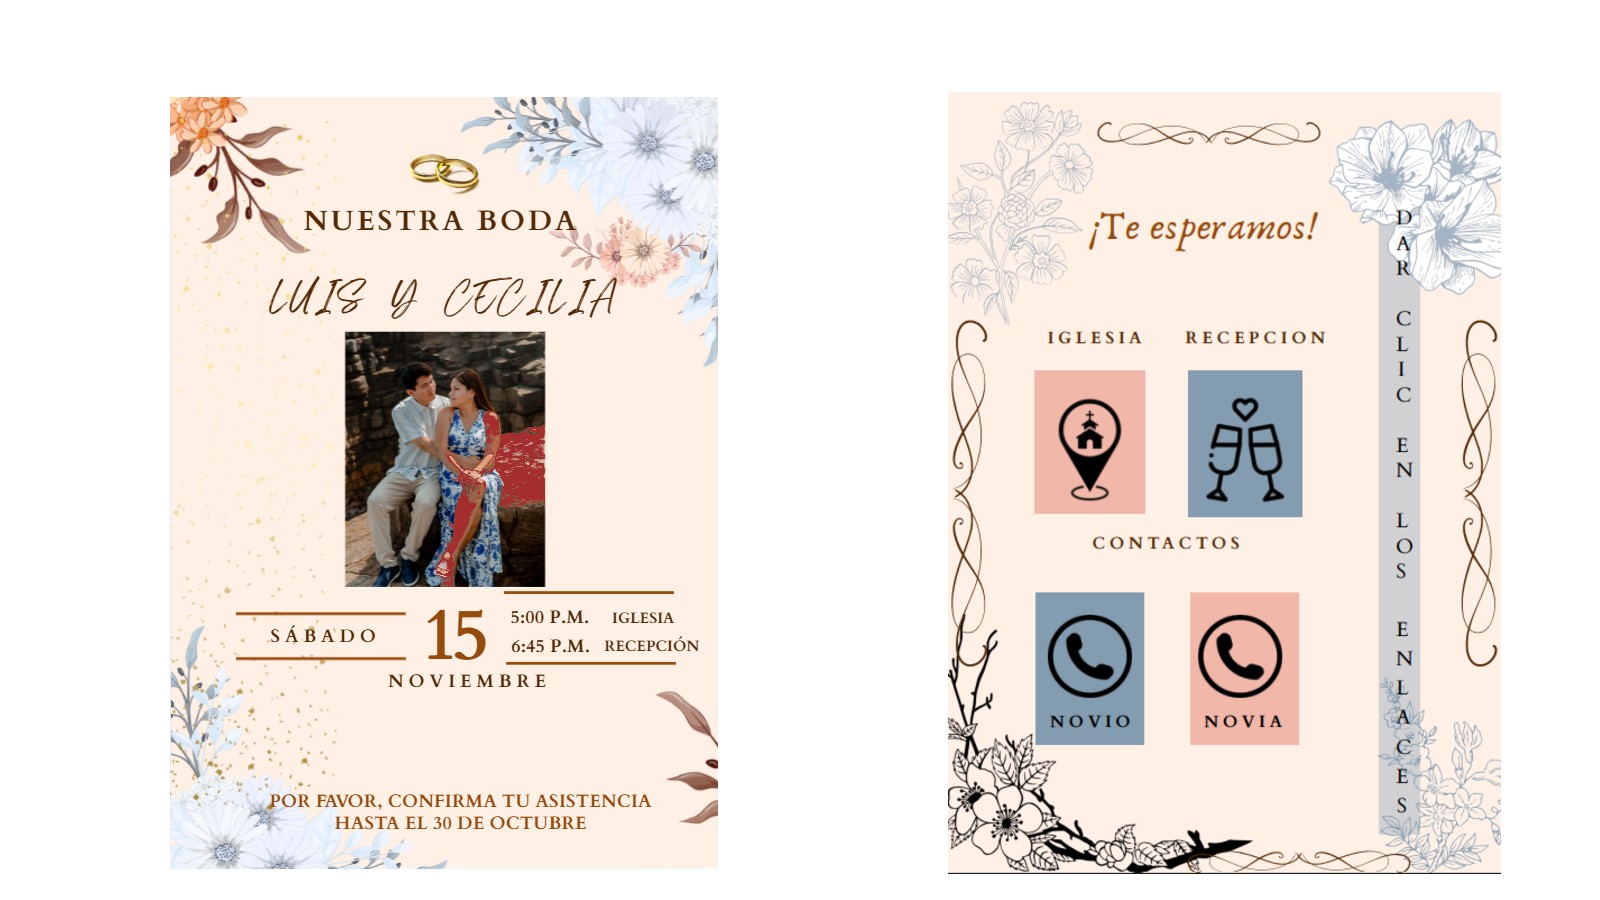 NUESTRA BODA
LUIS Y CECILIA
SÁBADO
15
5:00 P.M. IGLESIA
6:45 P.M. RECEPCIÓN
NOVIEMBRE
POR FAVOR, CONFIRMA TU ASISTENCIA
HASTA EL 30 DE OCTUBRE
¡Te esperamos!
IGLESIA RECEPCION
CONTACTOS
NOVIO NOVIA
DAR CLIC EN LOS ENLACES